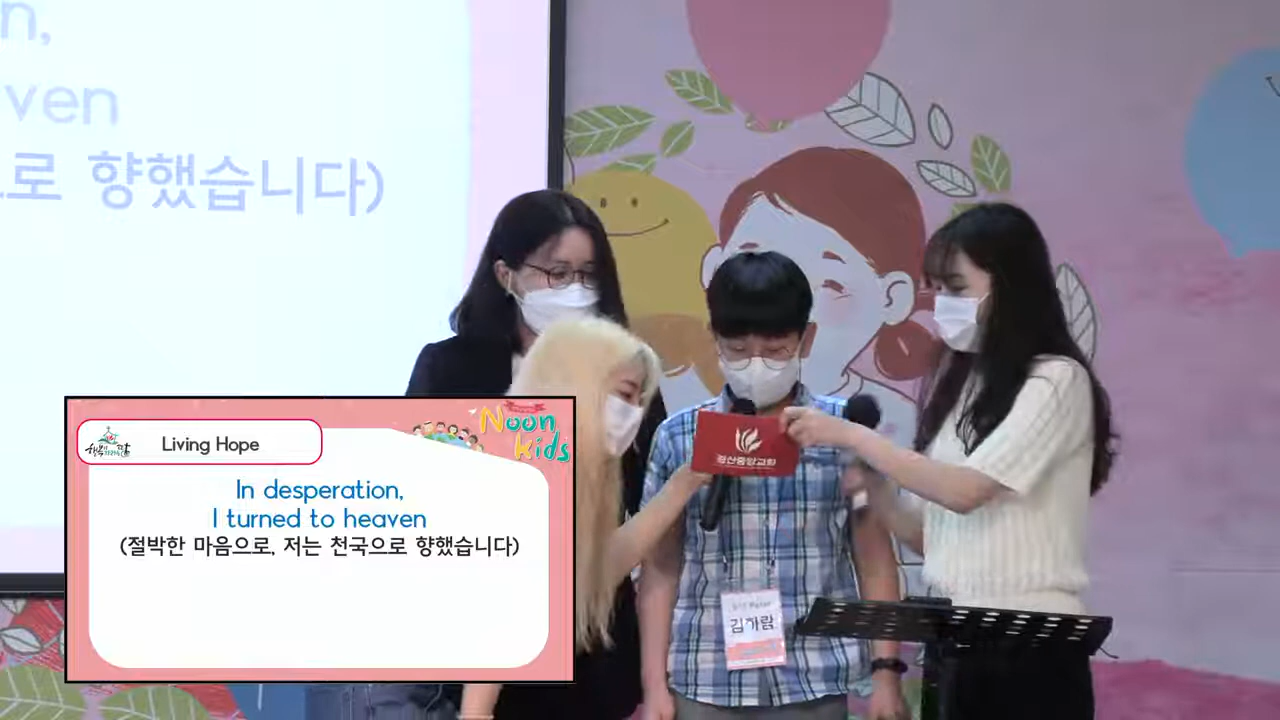 n,
ven
로 향했습니다)
Noon
Kids
Living Hope
In desperation,
I turned to heaven
(절박한 마음으로, 저는 천국으로 향했습니다)
경산중앙교회
김하람